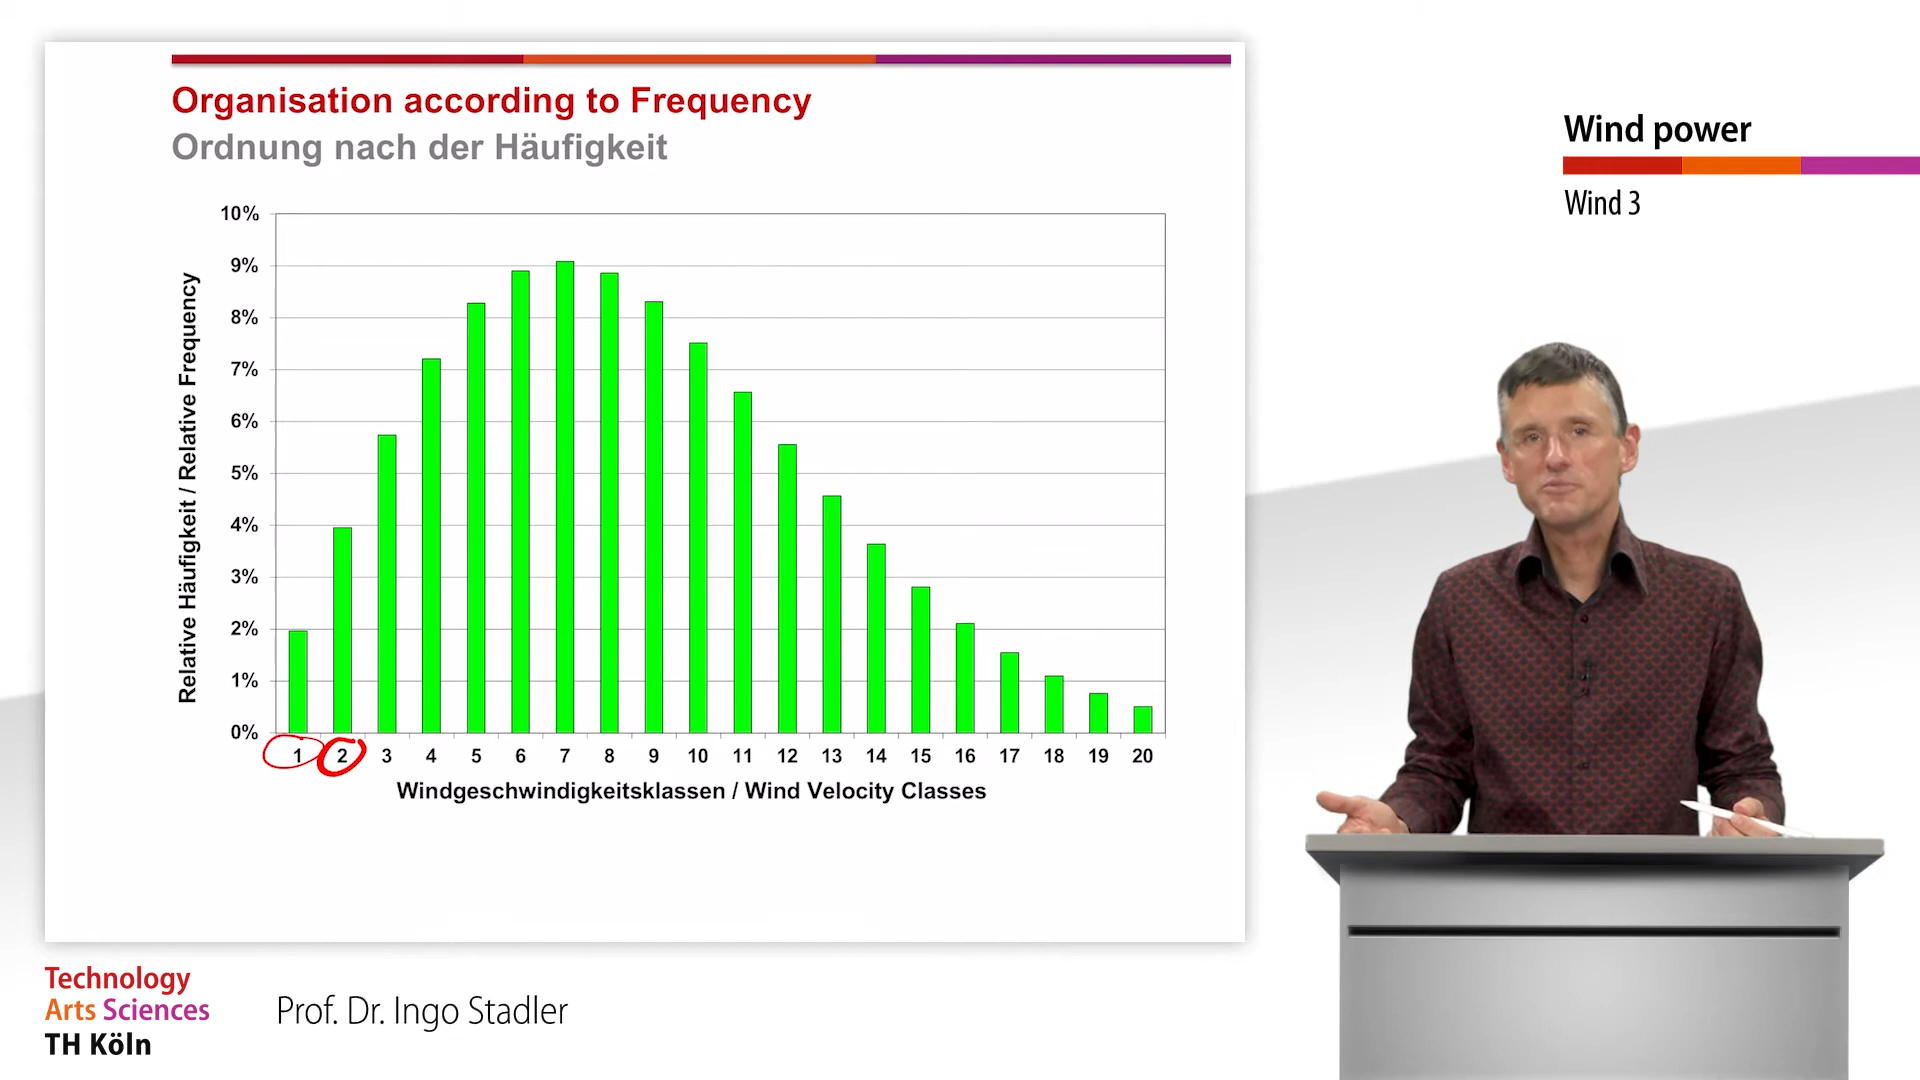 Organisation according to Frequency
Ordnung nach der Häufigkeit
Relative Häufigkeit / Relative Frequency
10%
9%
8%
7%
6%
5%
4%
3%
2%
1%
0%
1 2 3 4 5 6 7 8 9 10 11 12 13 14 15 16 17 18 19 20
Windgeschwindigkeitsklassen / Wind Velocity Classes
Wind power
Wind 3
Technology
Arts Sciences
TH Köln
Prof. Dr. Ingo Stadler